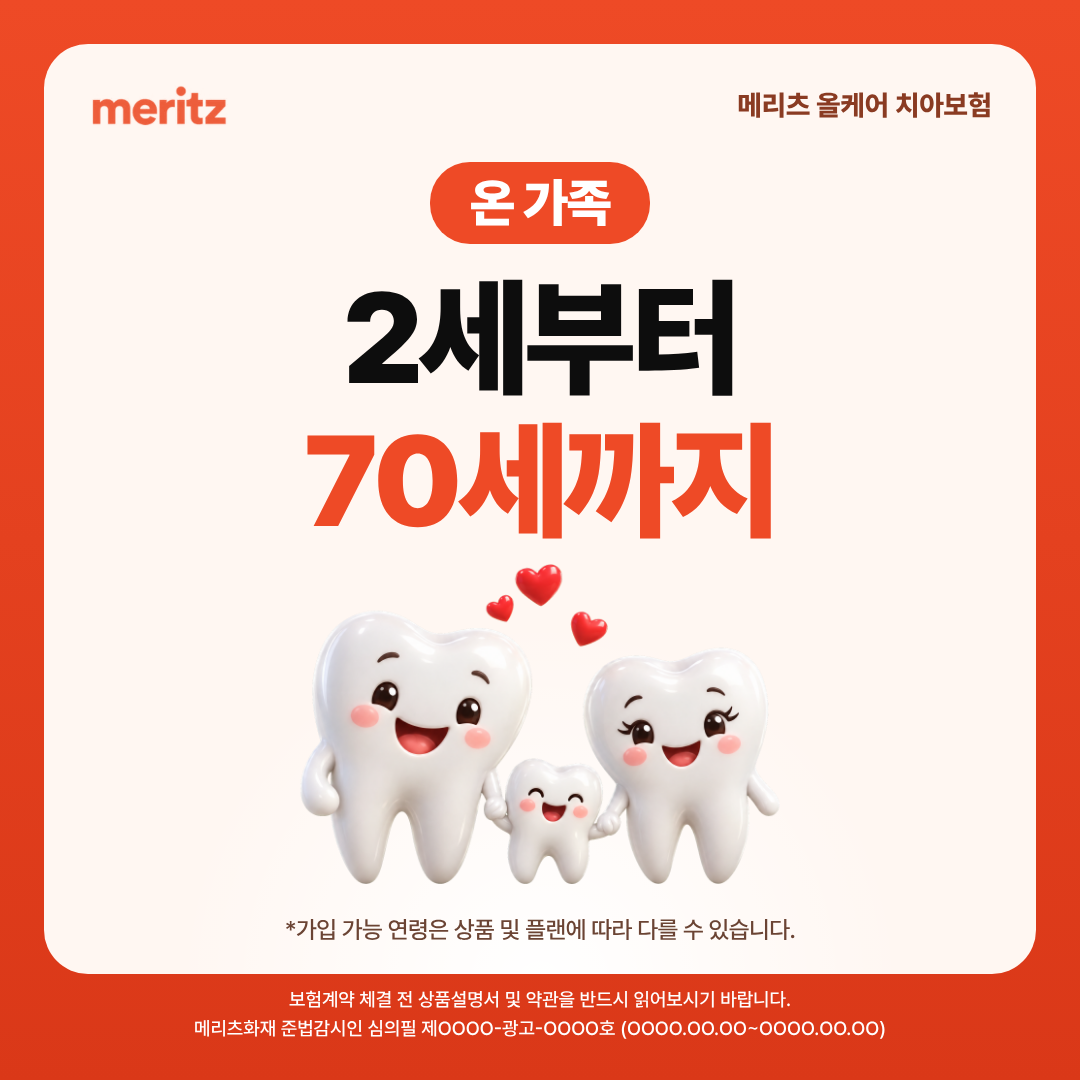 meritz
메리츠 올케어 치아보험
온 가족
2세부터
70세까지
*가입 가능 연령은 상품 및 플랜에 따라 다를 수 있습니다.
보험계약 체결 전 상품설명서 및 약관을 반드시 읽어보시기 바랍니다.
메리츠화재 준법감시인 심의필 제OOOO-광고-OOOO호 (OOOO.OO.OO~OOOO.OO.OO)